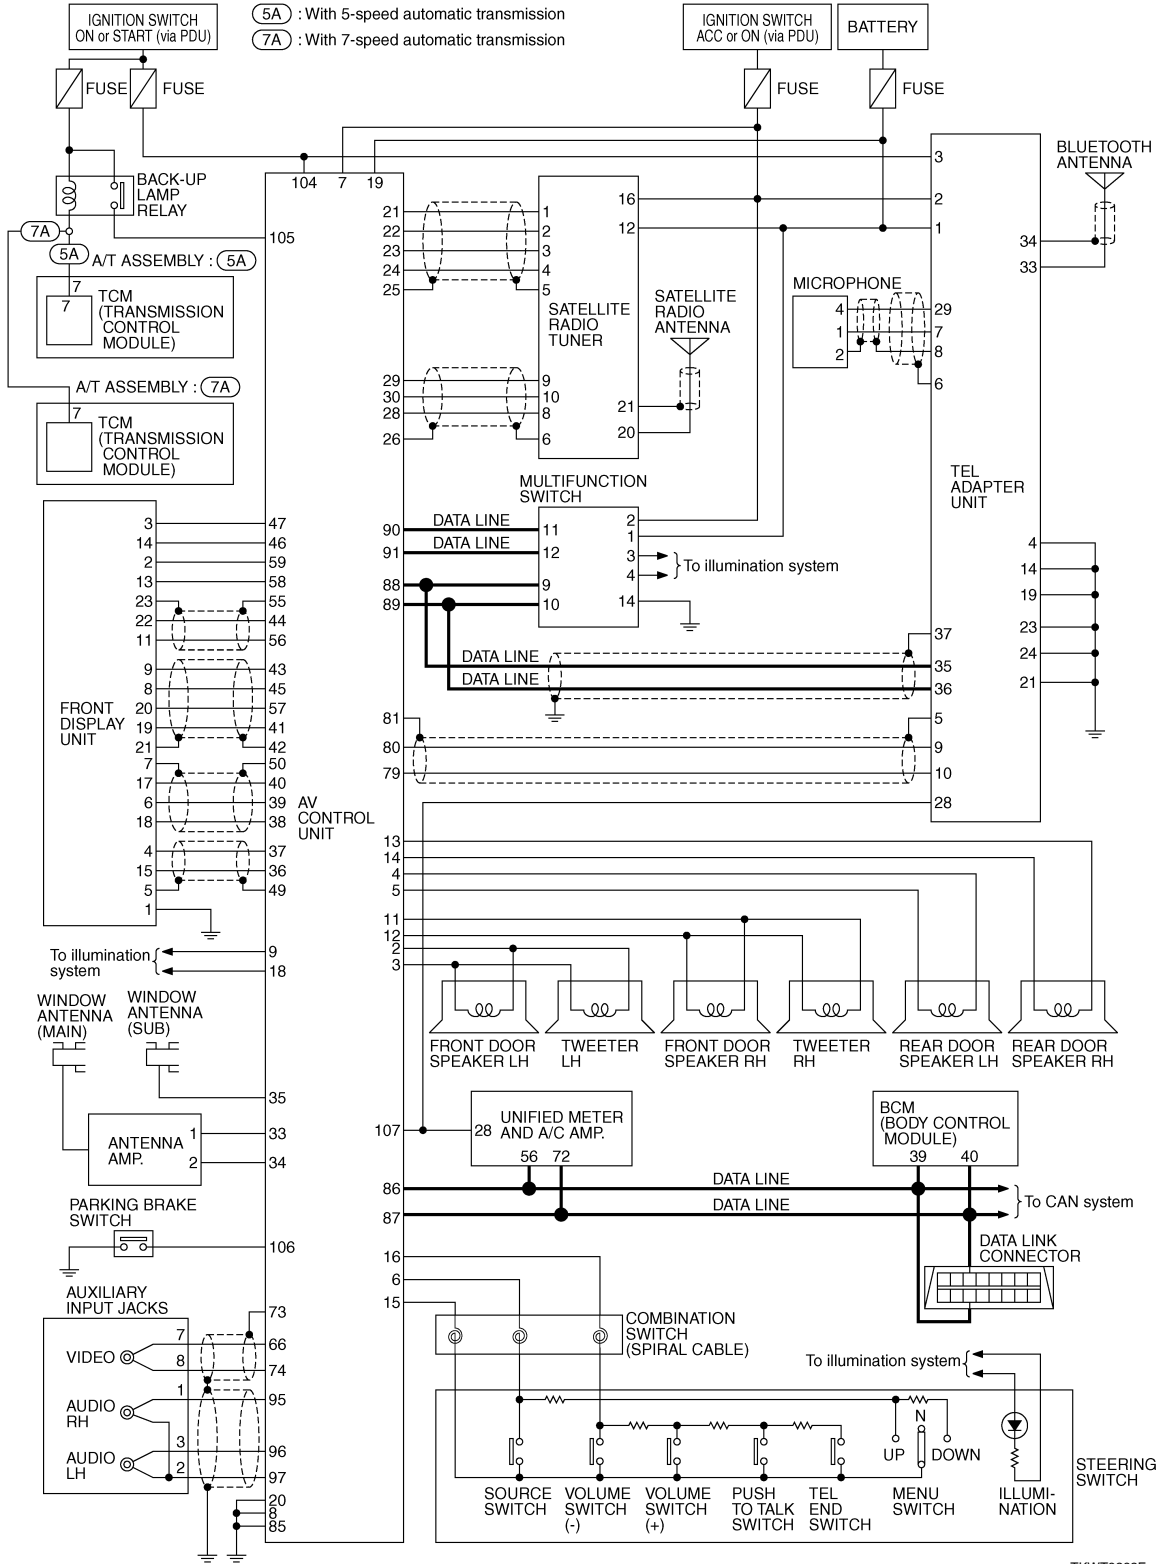 IGNITION SWITCH
ON or START (via PDU)
5A : With 5-speed automatic transmission
7A : With 7-speed automatic transmission
IGNITION SWITCH
ACC or ON (via PDU)
BATTERY
FUSE
FUSE
FUSE
FUSE
BACK-UP
LAMP
RELAY
7A
5A
A/T ASSEMBLY : 5A
7
7
TCM
(TRANSMISSION
CONTROL
MODULE)
A/T ASSEMBLY : 7A
7
TCM
(TRANSMISSION
CONTROL
MODULE)
104
7
19
105
21
22
23
24
25
29
30
28
26
1
2
3
4
5
9
10
8
6
16
12
21
20
SATELLITE
RADIO
TUNER
SATELLITE
RADIO
ANTENNA
MICROPHONE
4
1
2
3
2
1
29
7
8
6
34
33
BLUETOOTH
ANTENNA
TEL
ADAPTER
UNIT
4
14
19
23
24
21
37
35
36
5
9
10
28
MULTIFUNCTION
SWITCH
90
DATA LINE
11
91
DATA LINE
12
88
9
89
10
2
1
3
4
14
To illumination system
DATA LINE
DATA LINE
81
80
79
FRONT
DISPLAY
UNIT
3
14
2
13
23
22
11
9
8
20
19
21
7
17
6
18
4
15
5
1
47
46
59
58
55
44
56
43
45
57
41
42
50
40
39
38
37
36
49
AV
CONTROL
UNIT
13
14
4
5
11
12
2
3
To illumination
system
9
18
FRONT DOOR
SPEAKER LH
TWEETER
LH
FRONT DOOR
SPEAKER RH
TWEETER
RH
REAR DOOR
SPEAKER LH
REAR DOOR
SPEAKER RH
WINDOW
ANTENNA
(MAIN)
WINDOW
ANTENNA
(SUB)
35
ANTENNA
AMP.
1
2
33
34
PARKING BRAKE
SWITCH
106
107
28
UNIFIED METER
AND A/C AMP.
56
72
BCM
(BODY CONTROL
MODULE)
39
40
86
DATA LINE
87
DATA LINE
To CAN system
DATA LINK
CONNECTOR
16
6
15
COMBINATION
SWITCH
(SPIRAL CABLE)
To illumination system
AUXILIARY
INPUT JACKS
VIDEO
7
8
AUDIO
RH
1
AUDIO
LH
3
2
73
66
74
95
96
97
20
8
85
N
UP
DOWN
SOURCE
SWITCH
VOLUME
SWITCH
(-)
VOLUME
SWITCH
(+)
PUSH
TO TALK
SWITCH
TEL
END
SWITCH
MENU
SWITCH
ILLUMI-
NATION
STEERING
SWITCH